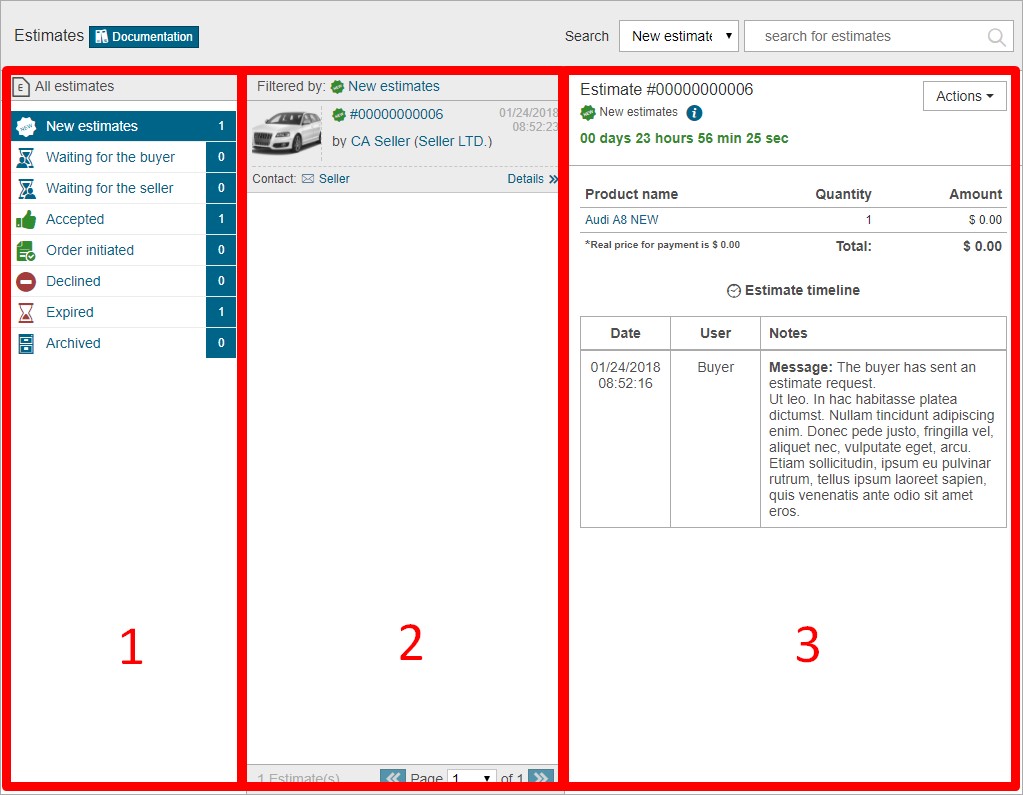 Estimates Documentation Search New estimate search for estimates
All estimates
New estimates 1
Waiting for the buyer 0
Waiting for the seller 0
Accepted 1
Order initiated 0
Declined 0
Expired 1
Archived 0
1
Filtered by: New estimates
#00000000006 01/24/2018
08:52:23
by CA Seller (Seller LTD.)
Contact: Seller Details
2
1 Estimate(s) Page 1 of 1
Estimate #00000000006 Actions
New estimates
00 days 23 hours 56 min 25 sec
Product name Quantity Amount
Audi A8 NEW 1 $ 0.00
*Real price for payment is $ 0.00 Total: $ 0.00
Estimate timeline
Date User Notes
01/24/2018 Buyer Message: The buyer has sent an
08:52:16 estimate request.
Ut leo. In hac habitasse platea
dictumst. Nullam tincidunt adipiscing
enim. Donec pede justo, fringilla vel,
aliquet nec, vulputate eget, arcu.
Etiam sollicitudin, ipsum eu pulvinar
rutrum, tellus ipsum laoreet sapien,
quis venenatis ante odio sit amet
eros.
3